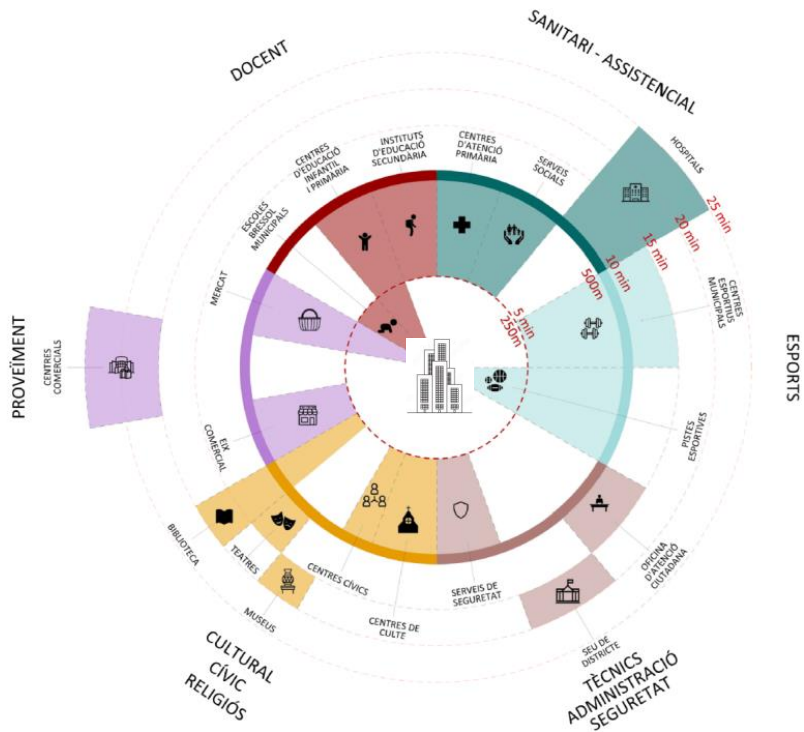 SANITARI - ASSISTENCIAL
DOCENT
HOSPITALS
INSTITUTS
D'EDUCACIÓ
SECUNDÀRIA
CENTRES
D'ATENCIÓ
PRIMÀRIA
CENTRES
D'EDUCACIÓ
INFANTIL
I PRIMÀRIA
SERVEIS
SOCIALS
ESCOLES
BRESSOL
MUNICIPALS
25 min
20 min
15 min
10 min
500m
5 min
250m
MERCAT
CENTRES
ESPORTIUS
MUNICIPALS
PROVEÏMENT
CENTRES
COMERCIALS
ESPORTS
PISTES
ESPORTIVES
EIX
COMERCIAL
BIBLIOTECA
TEATRES
MUSEUS
CENTRES CÍVICS
CENTRES DE
CULTE
SERVEIS DE
SEGURETAT
OFICINA
D'ATENCIÓ
CIUTADANA
SEU DE
DISTRICTE
CULTURAL
CÍVIC
RELIGIÓS
TÈCNICS
ADMINISTRACIÓ
SEGURETAT